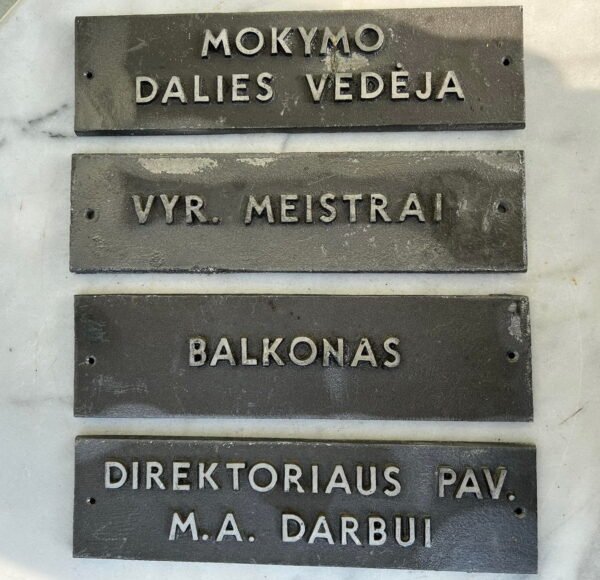 MOKYMO
DALIES VEDĖJA
VYR. MEISTRAI
BALKONAS
DIREKTORIAUS PAV.
M.A. DARBUI